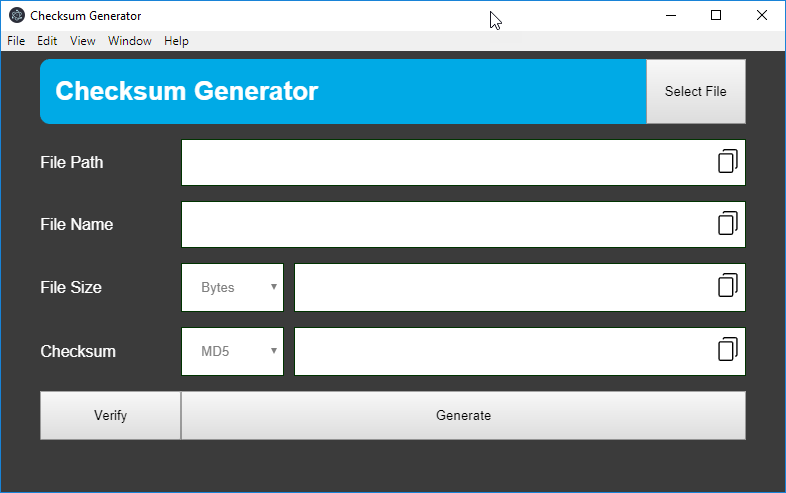 Checksum Generator
File Edit View Window Help
Checksum Generator
Select File
File Path
File Name
File Size Bytes
Checksum MD5
Verify Generate